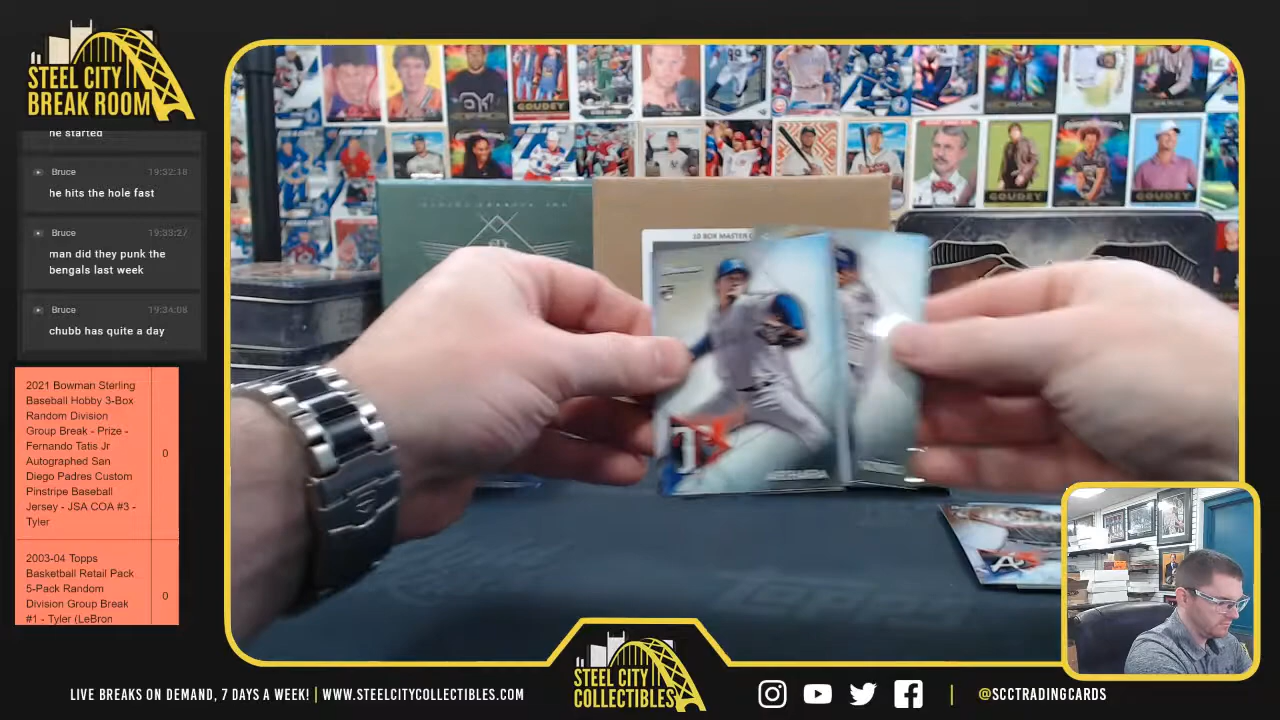 STEEL CITY
BREAK ROOM
he started
Bruce 19:32:18
he hits the hole fast
Bruce 19:33:27
man did they punk the
bengals last week
Bruce 19:34:08
chubb has quite a day
2021 Bowman Sterling
Baseball Hobby 3-Box
Random Division
Group Break - Prize -
Fernando Tatis Jr
Autographed San
Diego Padres Custom
Pinstripe Baseball
Jersey - JSA COA #3 -
Tyler
0
2003-04 Topps
Basketball Retail Pack
5-Pack Random
Division Group Break
#1 - Tyler (LeBron
0
GOUDEY
GOUDEY
GOUDEY
GOUDEY
10 BOX MASTER
TB
A
STEEL CITY
COLLECTIBLES
LIVE BREAKS ON DEMAND, 7 DAYS A WEEK! | WWW.STEELCITYCOLLECTIBLES.COM
| @SCCTRADINGCARDS